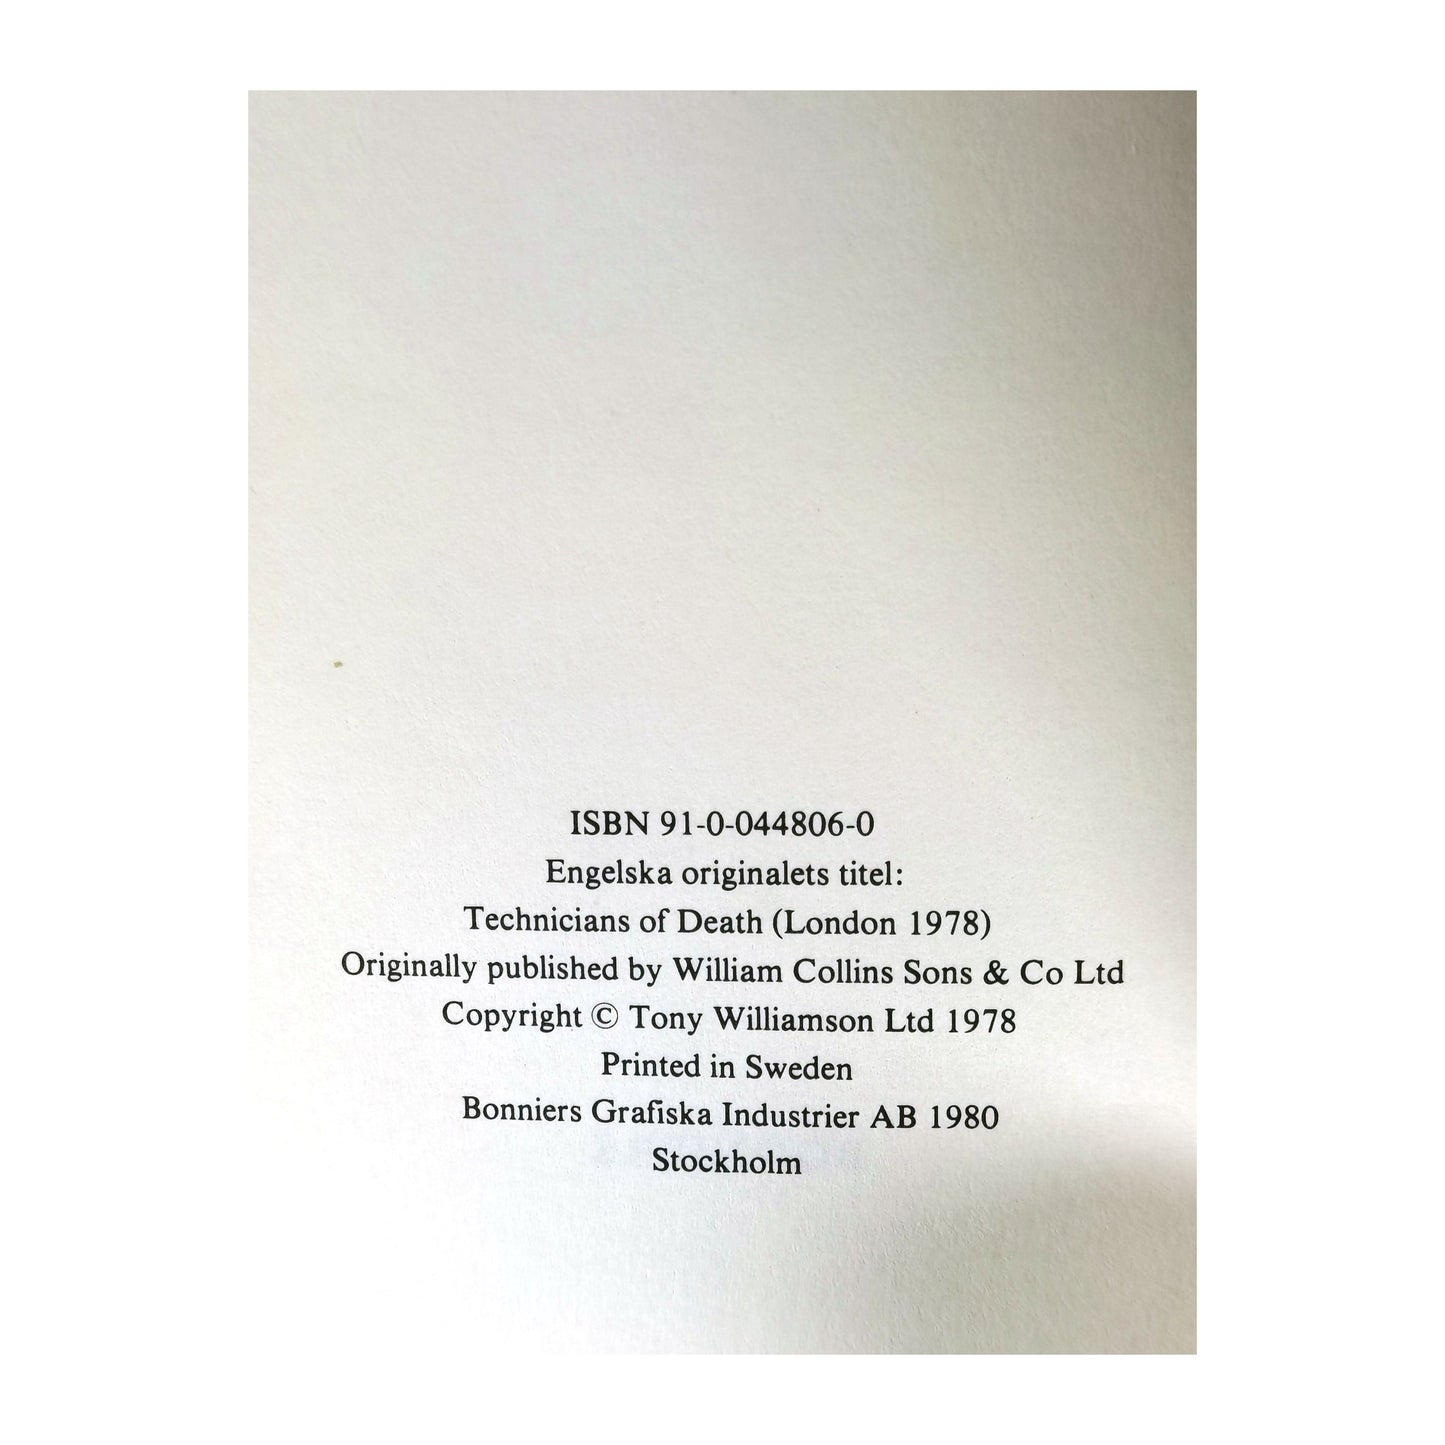 ISBN 91-0-044806-0
Engelska originalets titel:
Technicians of Death (London 1978)
Originally published by William Collins Sons & Co Ltd
Copyright © Tony Williamson Ltd 1978
Printed in Sweden
Bonniers Grafiska Industrier AB 1980
Stockholm